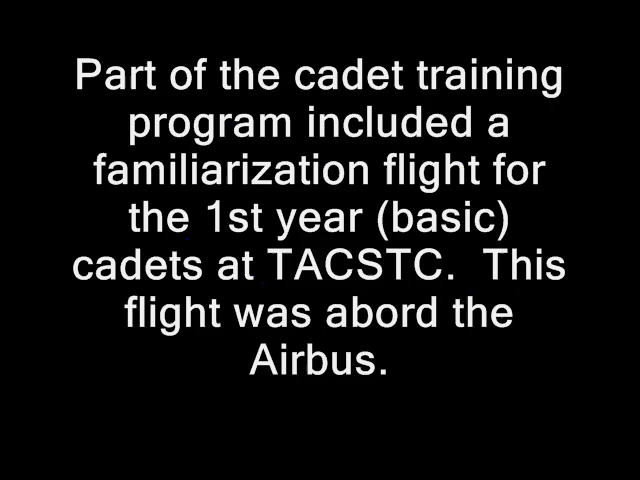 Part of the cadet training
program included a
familiarization flight for
the 1st year (basic)
cadets at TACSTC.  This
flight was abord the
Airbus.